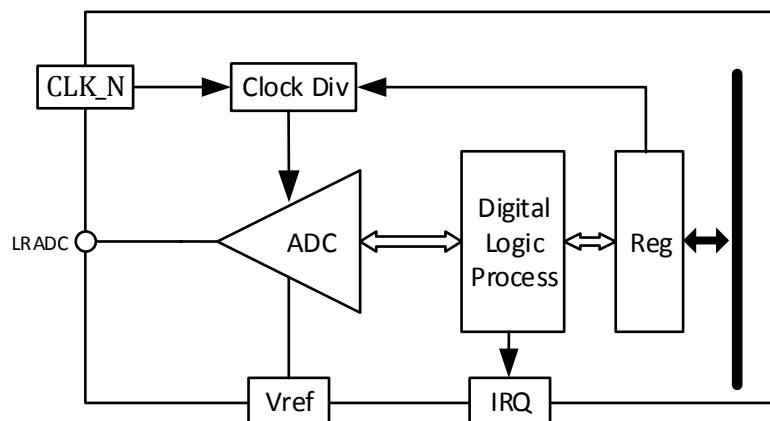 CLK_N
Clock Div
LRADC
ADC
Digital
Logic
Process
Reg
Vref
IRQ